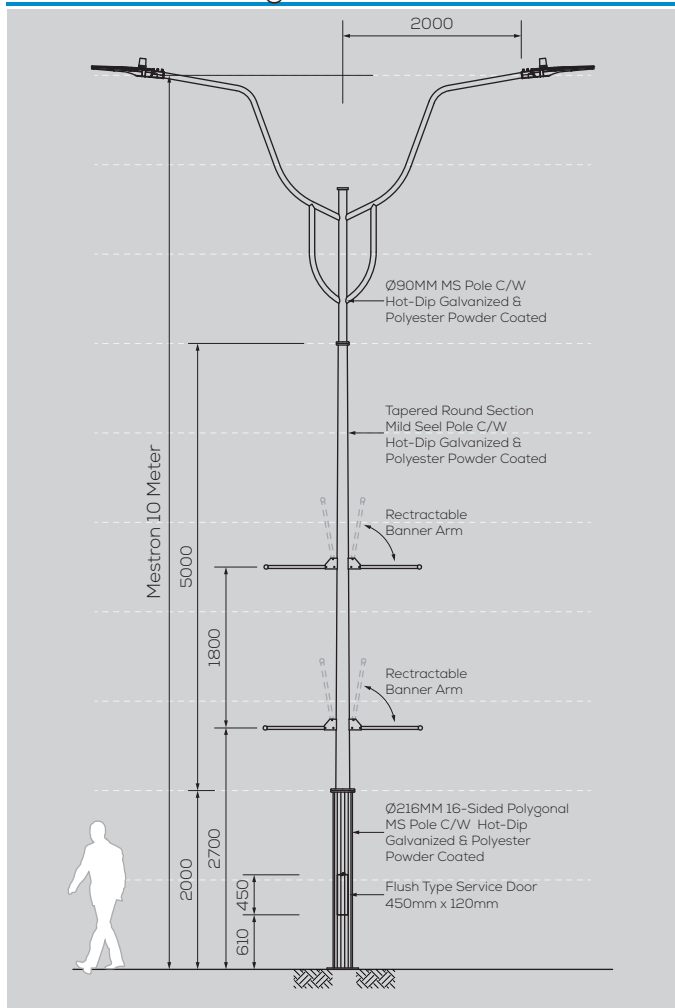 2000
Ø90MM MS Pole C/W
Hot-Dip Galvanized &
Polyester Powder Coated
Tapered Round Section
Mild Seel Pole C/W
Hot-Dip Galvanized &
Polyester Powder Coated
Mestron 10 Meter
5000
Rectractable
Banner Arm
1800
Rectractable
Banner Arm
Ø216MM 16-Sided Polygonal
MS Pole C/W Hot-Dip
Galvanized & Polyester
Powder Coated
2000
2700
450
Flush Type Service Door
450mm x 120mm
610